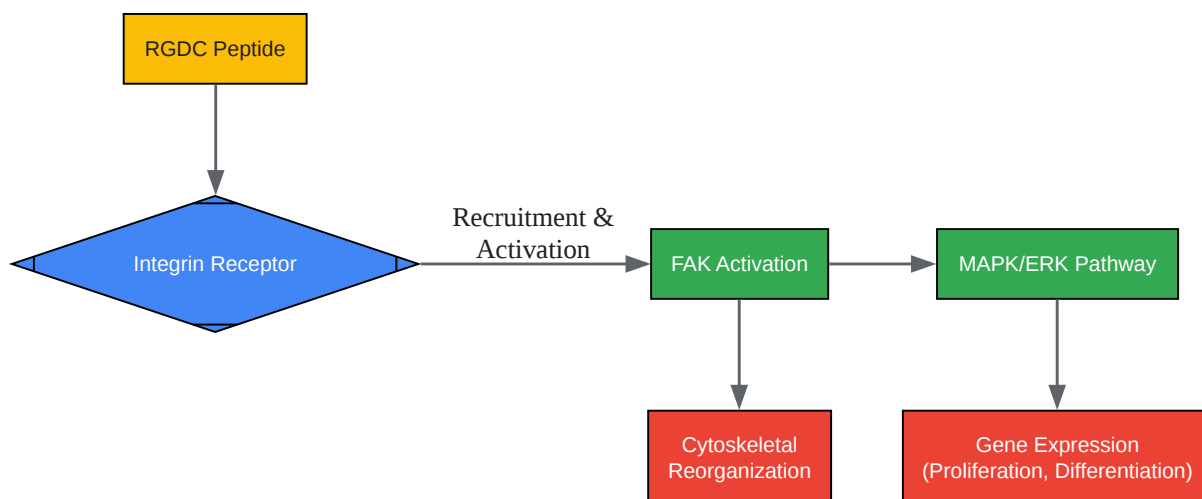 RGDC Peptide
Recruitment &
Activation
Integrin Receptor
FAK Activation
MAPK/ERK Pathway
Cytoskeletal
Reorganization
Gene Expression
(Proliferation, Differentiation)